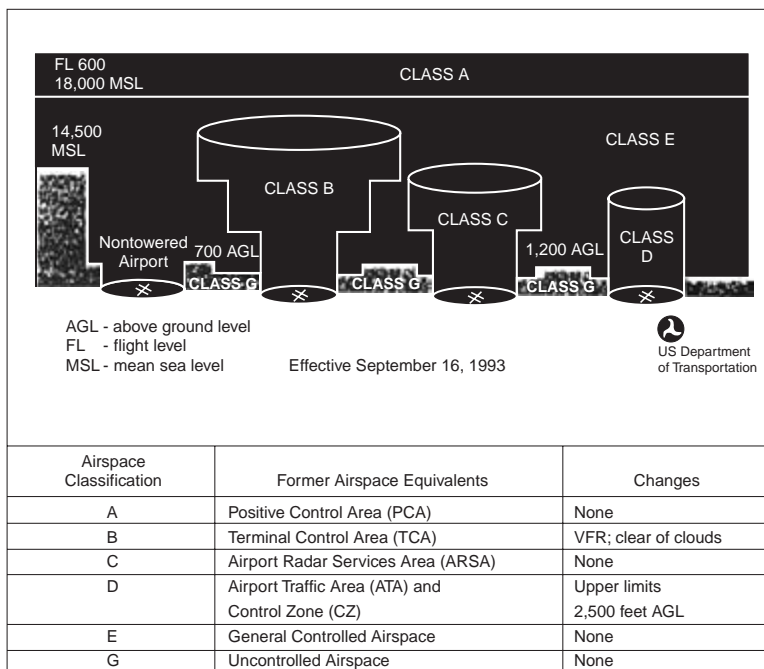 FL 600
18,000 MSL
CLASS A
14,500
MSL
CLASS E
CLASS B
CLASS C
CLASS
D
Nontowered
Airport
700 AGL
1,200 AGL
CLASS G
CLASS G
CLASS G
AGL - above ground level
FL - flight level
MSL - mean sea level
Effective September 16, 1993
US Department
of Transportation
Airspace
Classification
Former Airspace Equivalents
Changes
A Positive Control Area (PCA) None
B Terminal Control Area (TCA) VFR; clear of clouds
C Airport Radar Services Area (ARSA) None
D Airport Traffic Area (ATA) and Upper limits
Control Zone (CZ) 2,500 feet AGL
E General Controlled Airspace None
G Uncontrolled Airspace None